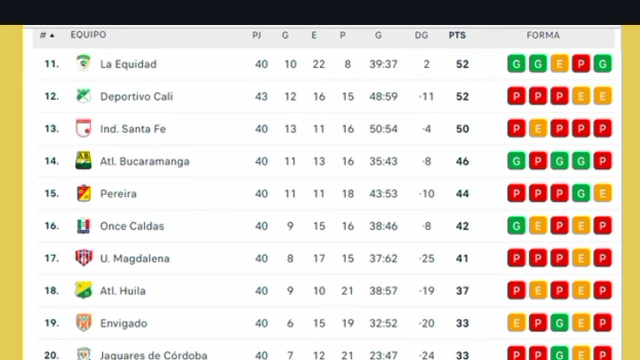 # ▲ EQUIPO PJ G E P G DG PTS FORMA
11. La Equidad 40 10 22 8 39:37 2 52 G G E P G
12. Deportivo Cali 43 12 16 15 48:59 -11 52 P P P E E
13. Ind. Santa Fe 40 13 11 16 50:54 -4 50 P E P P P
14. Atl. Bucaramanga 40 11 13 16 35:43 -8 46 G P G G P
15. Pereira 40 11 11 18 43:53 -10 44 P P P G E
16. Once Caldas 40 9 15 16 38:46 -8 42 G E P E P
17. U. Magdalena 40 8 17 15 37:62 -25 41 P P P E P
18. Atl. Huila 40 9 10 21 38:57 -19 37 P E P E P
19. Envigado 40 6 15 19 32:52 -20 33 E P G E P
20. Jaguares de Córdoba 40 7 12 21 23:47 -24 33 P P G E P